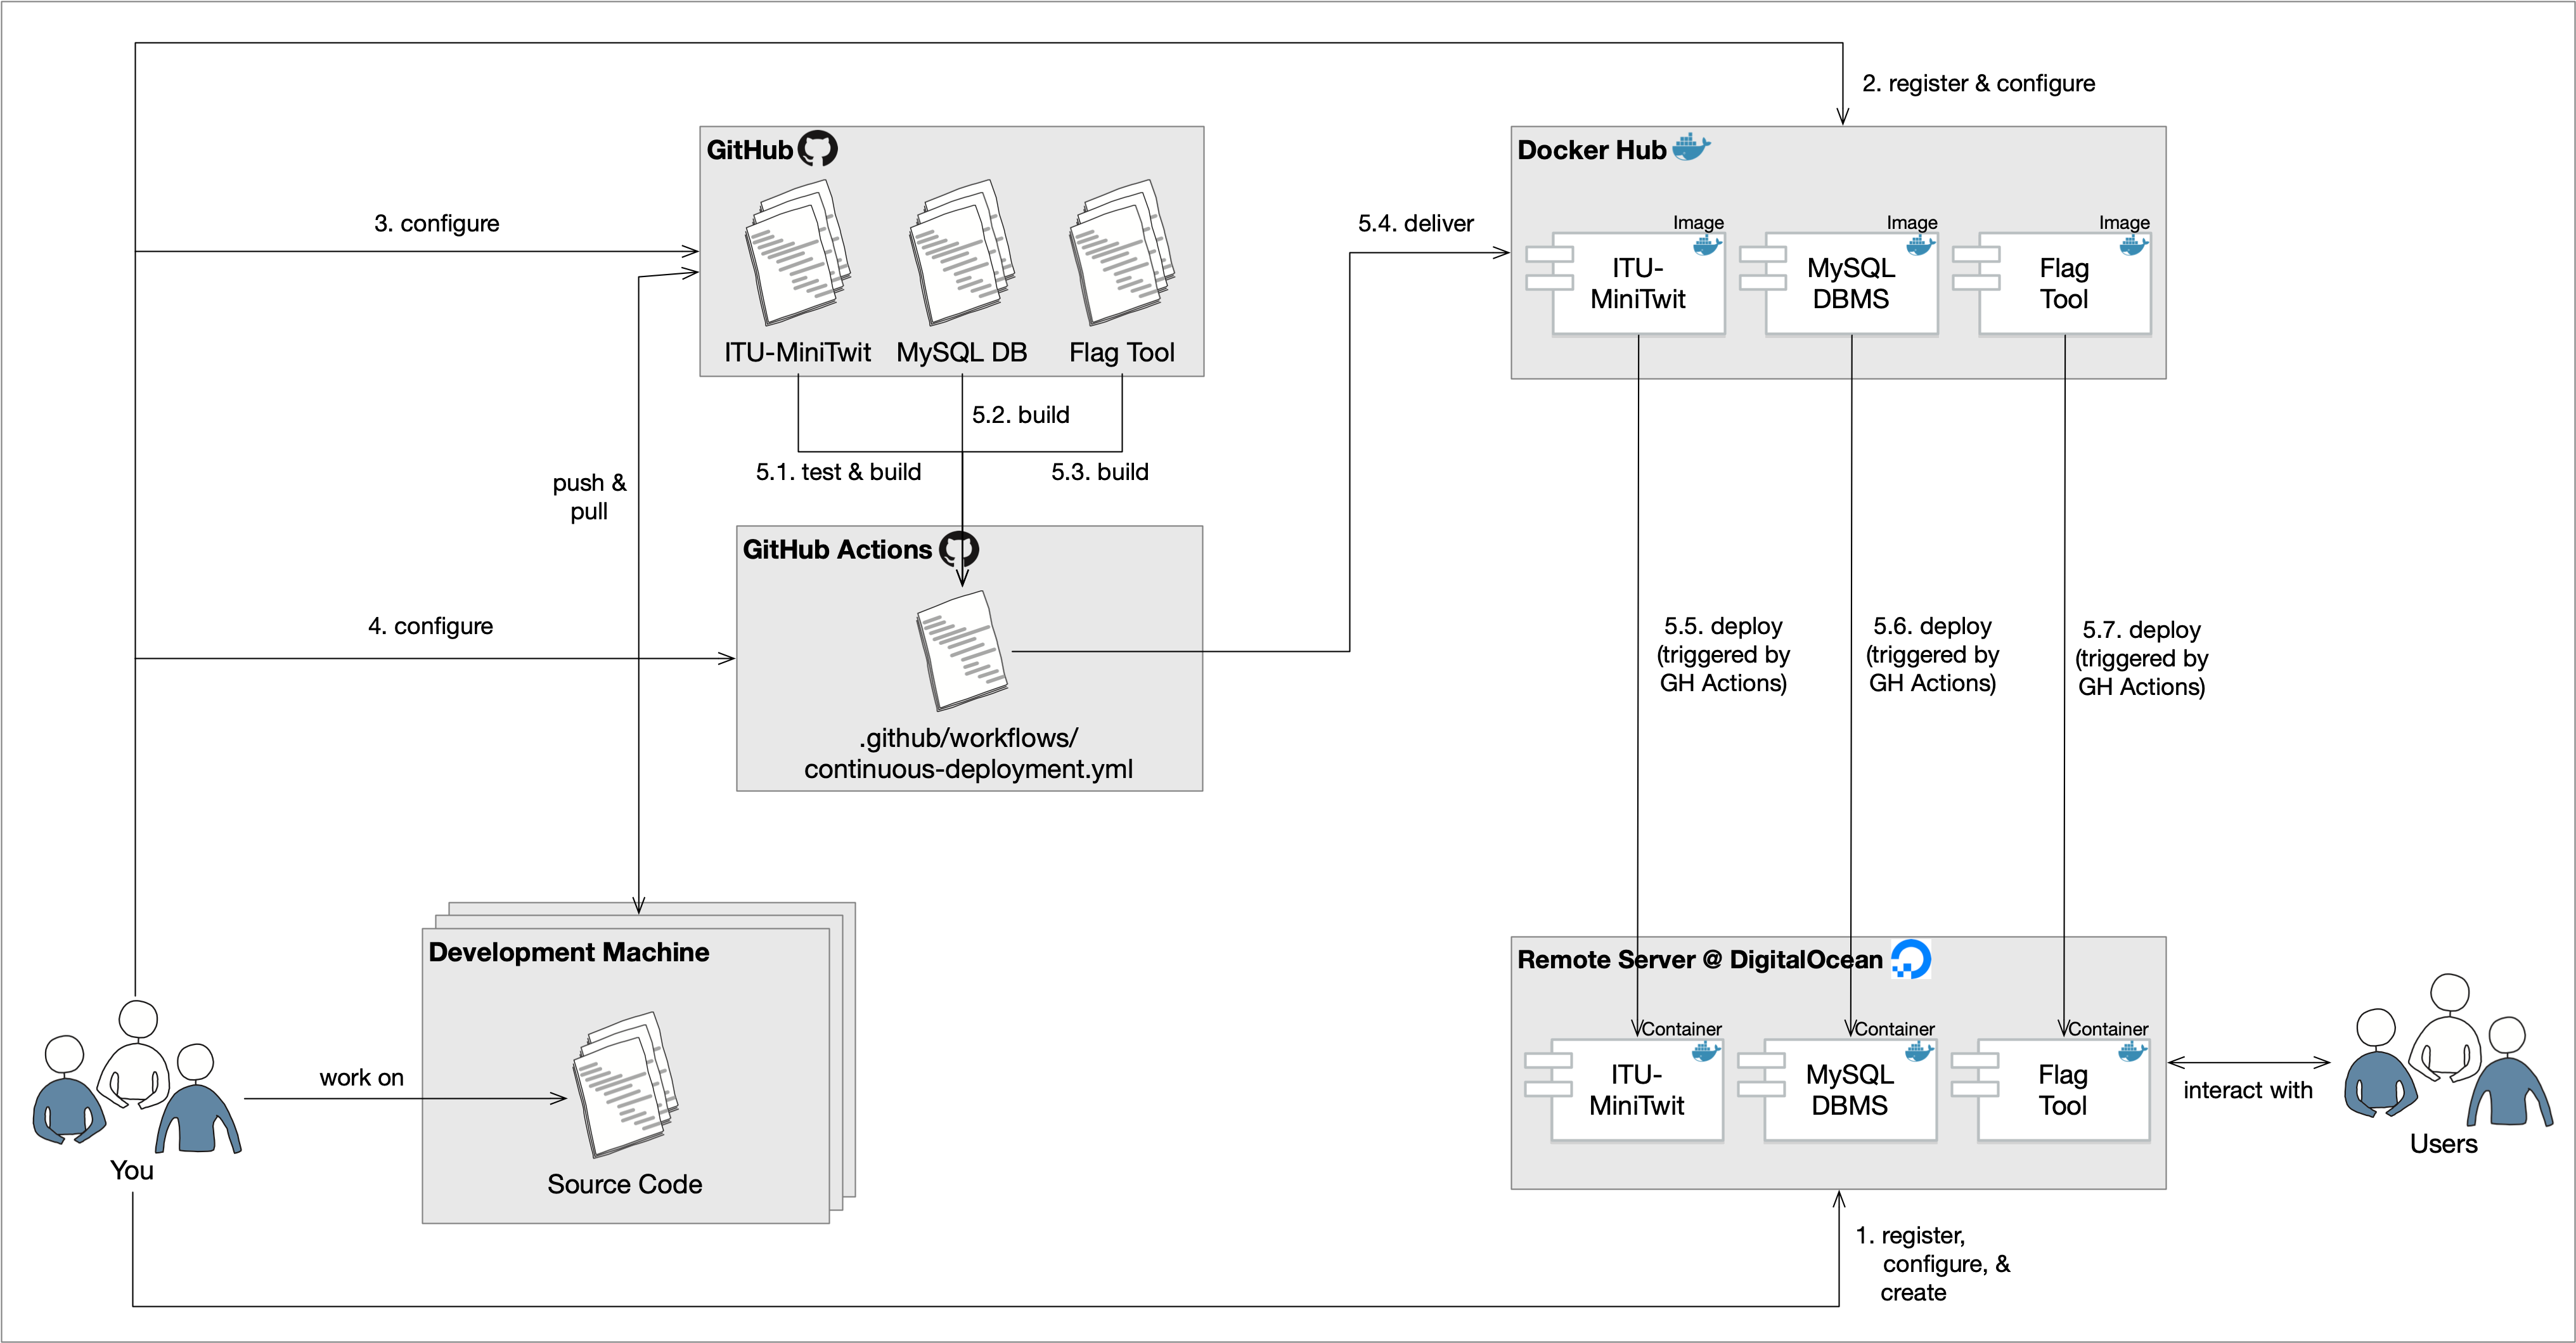 2. register & configure
GitHub
Docker Hub
3. configure
5.4. deliver
Image
Image
Image
ITU-
MiniTwit
MySQL
DBMS
Flag
Tool
ITU-MiniTwit
MySQL DB
Flag Tool
5.2. build
5.1. test & build
5.3. build
push &
pull
GitHub Actions
4. configure
5.5. deploy
(triggered by
GH Actions)
5.6. deploy
(triggered by
GH Actions)
5.7. deploy
(triggered by
GH Actions)
.github/workflows/
continuous-deployment.yml
Development Machine
Remote Server @ DigitalOcean
Container
Container
Container
ITU-
MiniTwit
MySQL
DBMS
Flag
Tool
work on
interact with
Users
You
Source Code
1. register,
configure, &
create